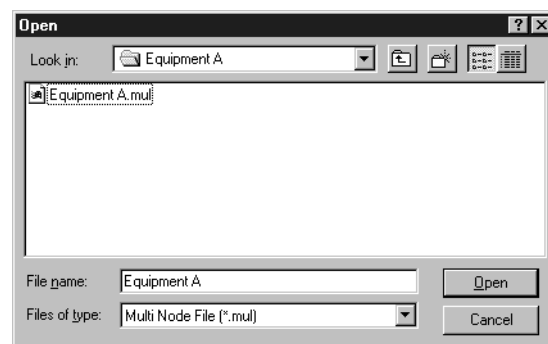 Open
Look in: Equipment A
Equipment A.mul
File name: Equipment A Open
Files of type: Multi Node File (*.mul) Cancel